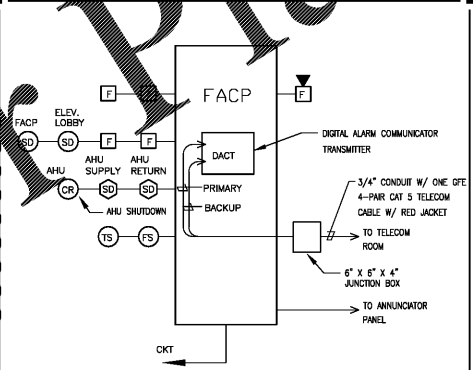 F
FACP
F
FACP
ELEV.
LOBBY
SD
SD
F
F
DACT
DIGITAL ALARM COMMUNICATOR
TRANSMITTER
AHU
AHU
SUPPLY
AHU
RETURN
CR
SD
SD
PRIMARY
3/4" CONDUIT W/ ONE GFE
4-PAIR CAT 5 TELECOM
CABLE W/ RED JACKET
AHU SHUTDOWN
BACKUP
TS
FS
TO TELECOM
ROOM
6" X 6" X 4"
JUNCTION BOX
TO ANNUNCIATOR
PANEL
CKT